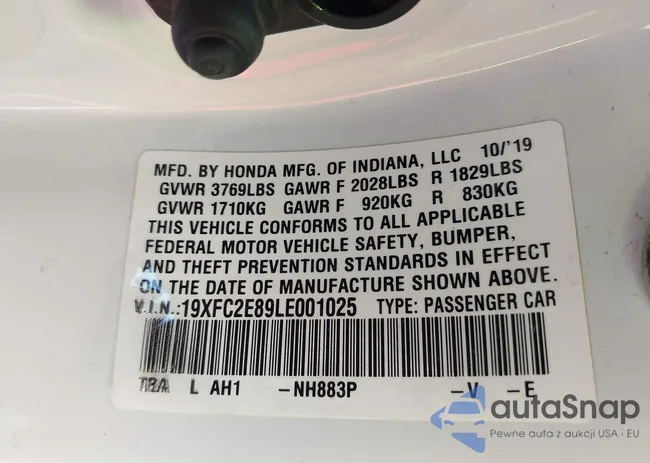 MFD. BY HONDA MFG. OF INDIANA, LLC 10/'19
GVWR 3769LBS GAWR F 2028LBS R 1829LBS
GVWR 1710KG GAWR F 920KG R 830KG
THIS VEHICLE CONFORMS TO ALL APPLICABLE
FEDERAL MOTOR VEHICLE SAFETY, BUMPER,
AND THEFT PREVENTION STANDARDS IN EFFECT
ON THE DATE OF MANUFACTURE SHOWN ABOVE.
V.I.N.:19XFC2E89LE001025 TYPE: PASSENGER CAR
TBA L AH1 -NH883P -V -E
autaSnap
Pewne auta z aukcji USA i EU